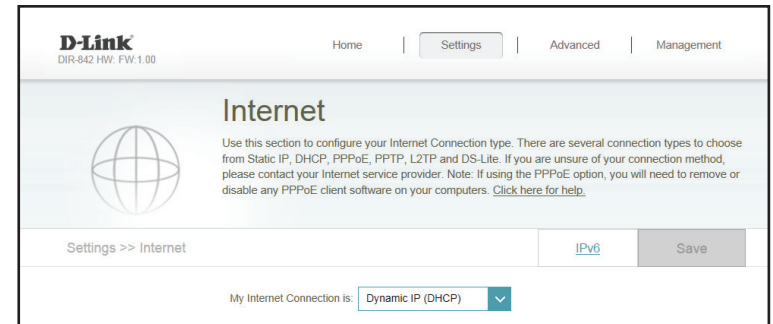 D-Link
DIR-842 HW: FW:1.00
Home
Settings
Advanced
Management
Internet
Use this section to configure your Internet Connection type. There are several connection types to choose
from Static IP, DHCP, PPPoE, PPTP, L2TP and DS-Lite. If you are unsure of your connection method,
please contact your Internet service provider. Note: If using the PPPoE option, you will need to remove or
disable any PPPoE client software on your computers. Click here for help.
Settings >> Internet
IPv6
Save
My Internet Connection is: Dynamic IP (DHCP)